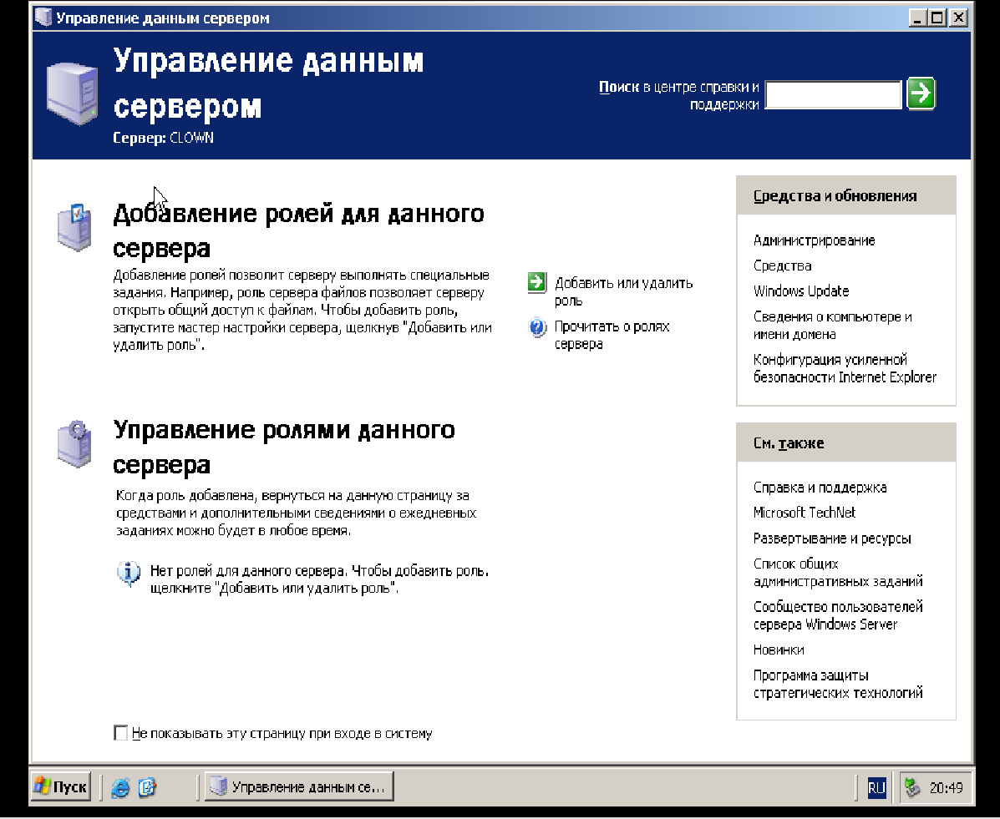 Управление данным сервером
Управление данным
сервером
Сервер: CLOWN
Поиск в центре справки и
поддержки
Добавление ролей для данного
сервера
Добавление ролей позволит серверу выполнять специальные
задания. Например, роль сервера файлов позволяет серверу
открыть общий доступ к файлам. Чтобы добавить роль,
запустите мастер настройки сервера, щелкнув "Добавить или
удалить роль".
Добавить или удалить
роль
Прочитать о ролях
сервера
Управление ролями данного
сервера
Когда роль добавлена, вернуться на данную страницу за
средствами и дополнительными сведениями о ежедневных
заданиях можно будет в любое время.
Нет ролей для данного сервера. Чтобы добавить роль.
щелкните "Добавить или удалить роль".
Средства и обновления
Администрирование
Средства
Windows Update
Сведения о компьютере и
имени домена
Конфигурация усиленной
безопасности Internet Explorer
См. также
Справка и поддержка
Microsoft TechNet
Развертывание и ресурсы
Список общих
административных заданий
Сообщество пользователей
сервера Windows Server
Новинки
Программа защиты
стратегических технологий
Не показывать эту страницу при входе в систему
Пуск
Управление данным се...
RU
20:49